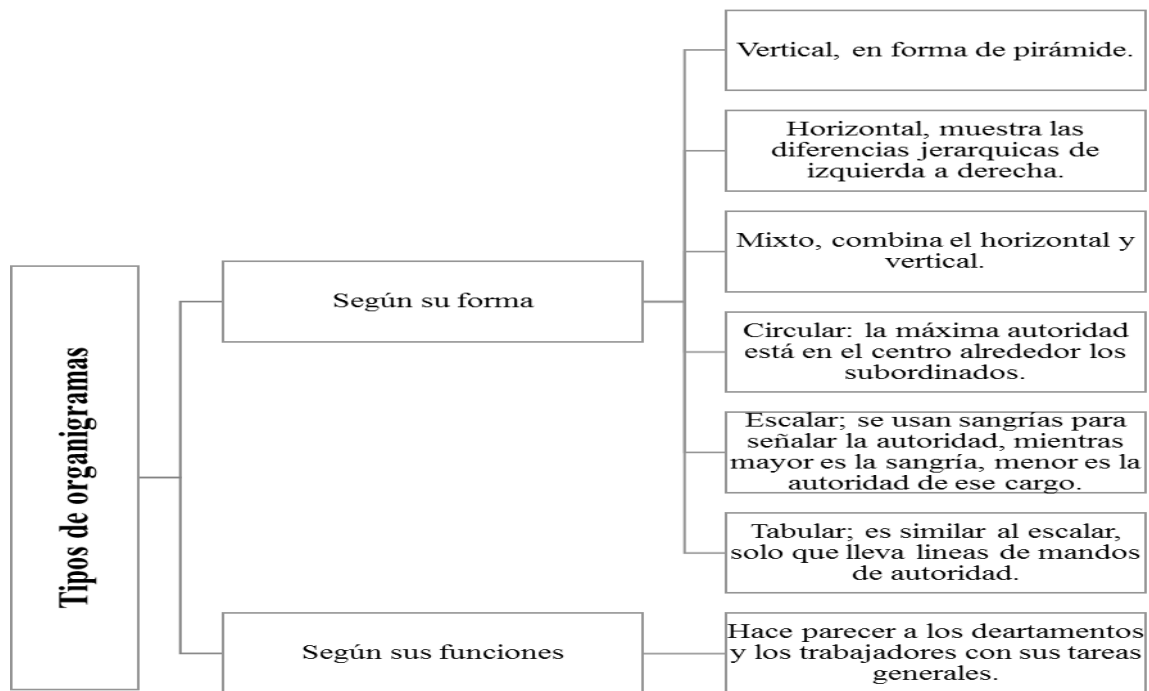 Tipos de organigramas
Según su forma
Vertical, en forma de pirámide.
Horizontal, muestra las
diferencias jerarquicas de
izquierda a derecha.
Mixto, combina el horizontal y
vertical.
Circular: la máxima autoridad
está en el centro alrededor los
subordinados.
Escalar; se usan sangrías para
señalar la autoridad, mientras
mayor es la sangría, menor es la
autoridad de ese cargo.
Tabular; es similar al escalar,
solo que lleva lineas de mandos
de autoridad.
Según sus funciones
Hace parecer a los deartamentos
y los trabajadores con sus tareas
generales.